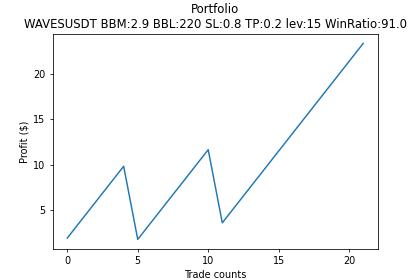 Portfolio
WAVESUSDT BBM:2.9 BBL:220 SL:0.8 TP:0.2 lev:15 WinRatio:91.0
20
15
10
5
Profit ($)
0 5 10 15 20
Trade counts